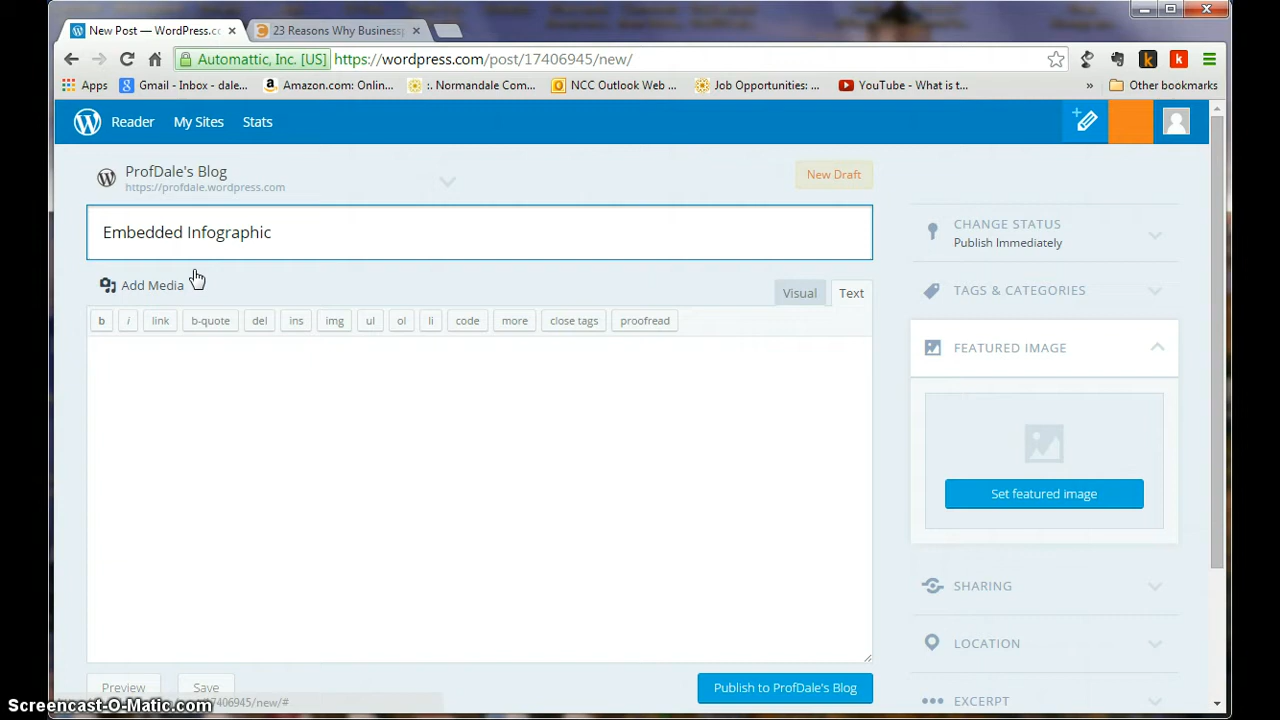 New Post — WordPress.cc
23 Reasons Why Businessp
Automattic, Inc. [US]
https://wordpress.com/post/17406945/new/
Apps
Gmail - Inbox - dale...
Amazon.com: Onlin...
:. Normandale Com...
NCC Outlook Web ...
Job Opportunities: ...
YouTube - What is t...
»
Other bookmarks
Reader
My Sites
Stats
ProfDale's Blog
https://profdale.wordpress.com
New Draft
Embedded Infographic
Add Media
Visual
Text
b
i
link
b-quote
del
ins
img
ul
ol
li
code
more
close tags
proofread
CHANGE STATUS
Publish Immediately
TAGS & CATEGORIES
FEATURED IMAGE
Set featured image
SHARING
LOCATION
EXCERPT
Preview
Save
Publish to ProfDale's Blog
17406945/new/#
Screencast-O-Matic.com